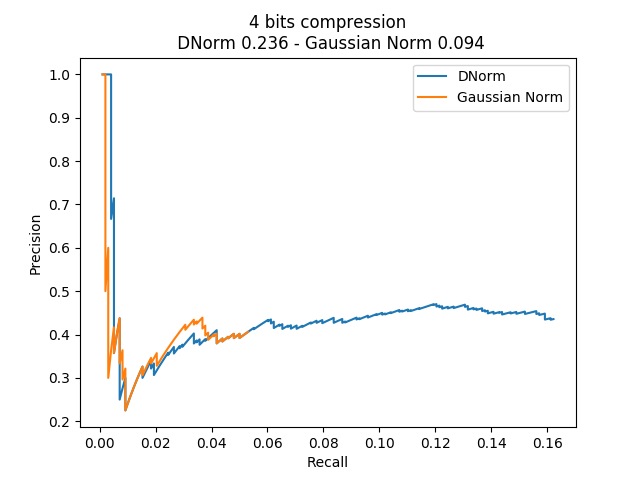 4 bits compression
DNorm 0.236 - Gaussian Norm 0.094
DNorm
Gaussian Norm
Precision
1.0
0.9
0.8
0.7
0.6
0.5
0.4
0.3
0.2
0.00 0.02 0.04 0.06 0.08 0.10 0.12 0.14 0.16
Recall